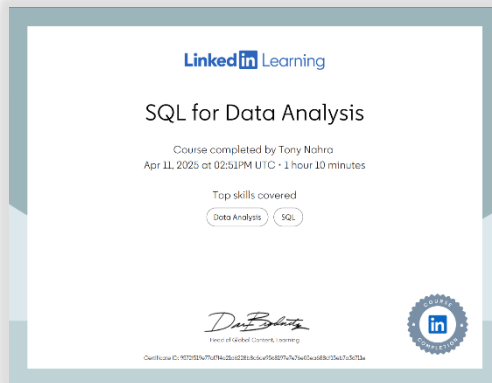 Linked in Learning
SQL for Data Analysis
Course completed by Tony Nahra
Apr 11, 2025 at 02:51PM UTC • 1 hour 10 minutes
Top skills covered
Data Analysis SQL
Head of Global Content, Learning
COURSE
in
COMPLETION
Certificate ID: